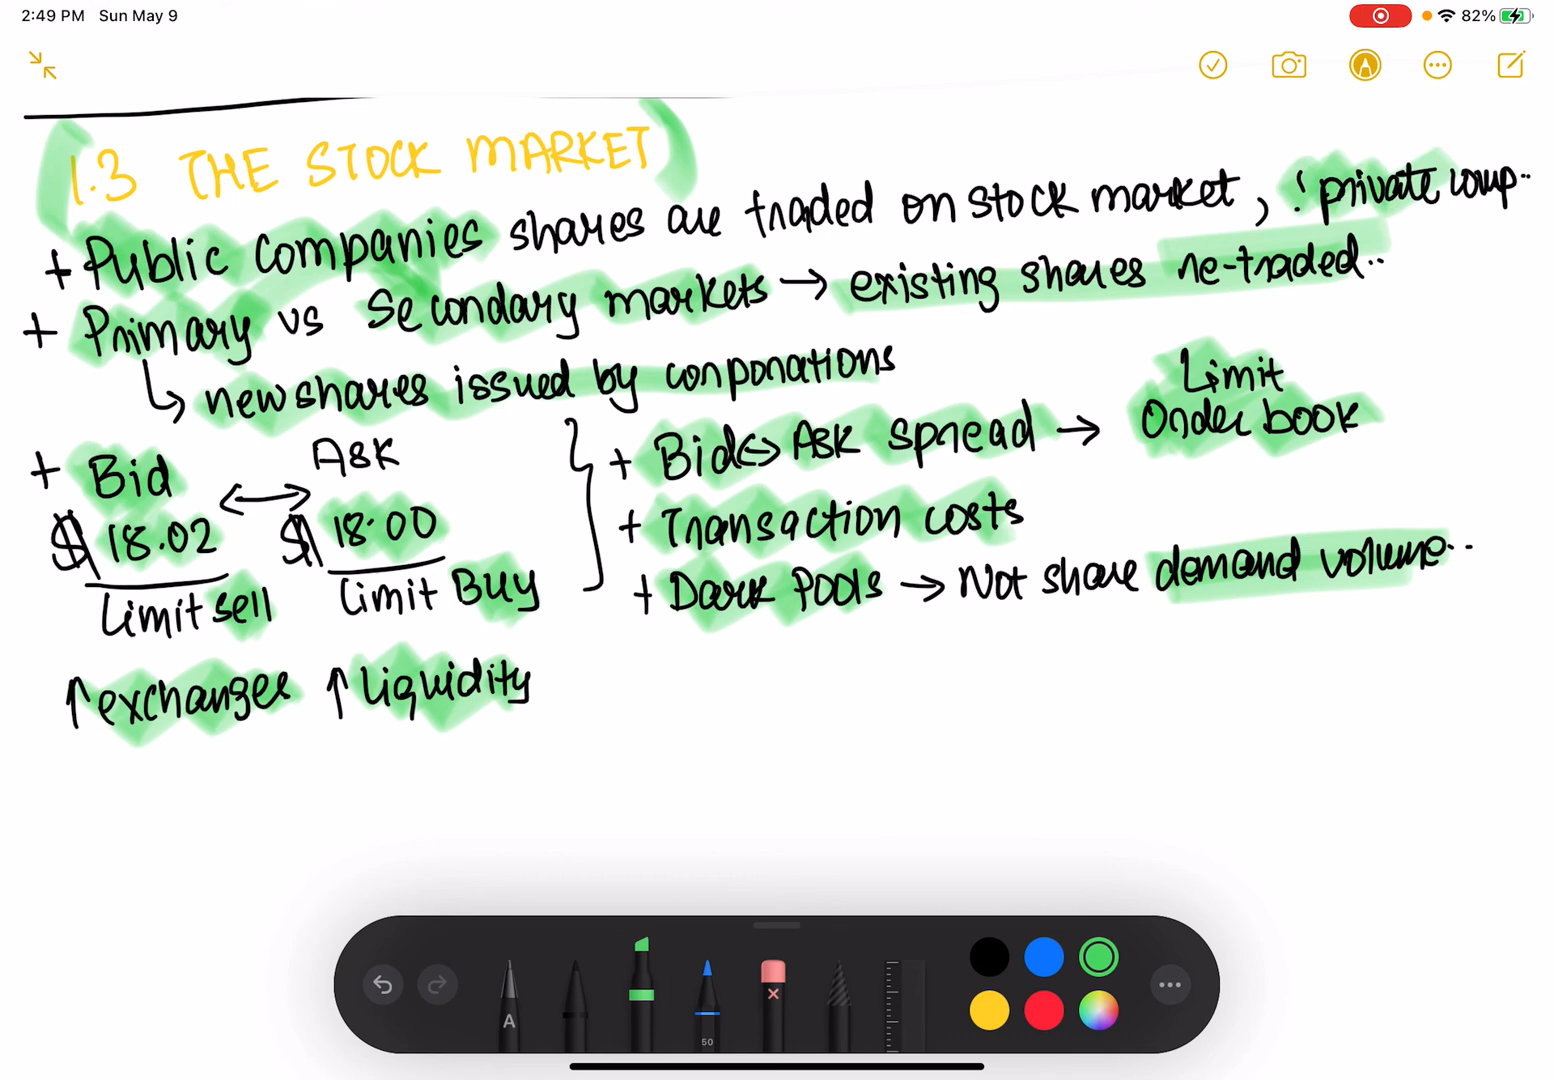 2:49 PM Sun May 9
82%
1.3 THE STOCK MARKET
+ Public companies shares are traded on stock market, ! private comp..
+ Primary vs Secondary markets → existing shares re-traded..
↳ new shares issued by corporations
+ Bid ↔ ASK
$18.02 $18.00
Limit sell Limit Buy
+ Bid ⇔ ASK spread → Limit Order book
+ Transaction costs
+ Dark Pools → Not share demand volume..
↑ exchanges ↑ Liquidity
A
50